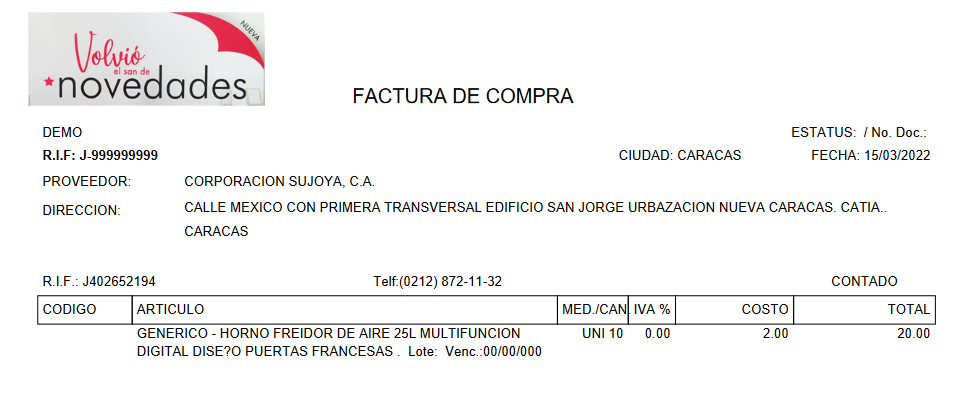 NUEVA
Volvió
el san de
novedades
FACTURA DE COMPRA
DEMO
ESTATUS: / No. Doc.:
R.I.F: J-999999999
CIUDAD: CARACAS
FECHA: 15/03/2022
PROVEEDOR: CORPORACION SUJOYA, C.A.
DIRECCION: CALLE MEXICO CON PRIMERA TRANSVERSAL EDIFICIO SAN JORGE URBAZACION NUEVA CARACAS. CATIA..
CARACAS
R.I.F.: J402652194 Telf:(0212) 872-11-32 CONTADO
CODIGO ARTICULO MED./CAN. IVA % COSTO TOTAL
GENERICO - HORNO FREIDOR DE AIRE 25L MULTIFUNCION UNI 10 0.00 2.00 20.00
DIGITAL DISE?O PUERTAS FRANCESAS . Lote: Venc.:00/00/000